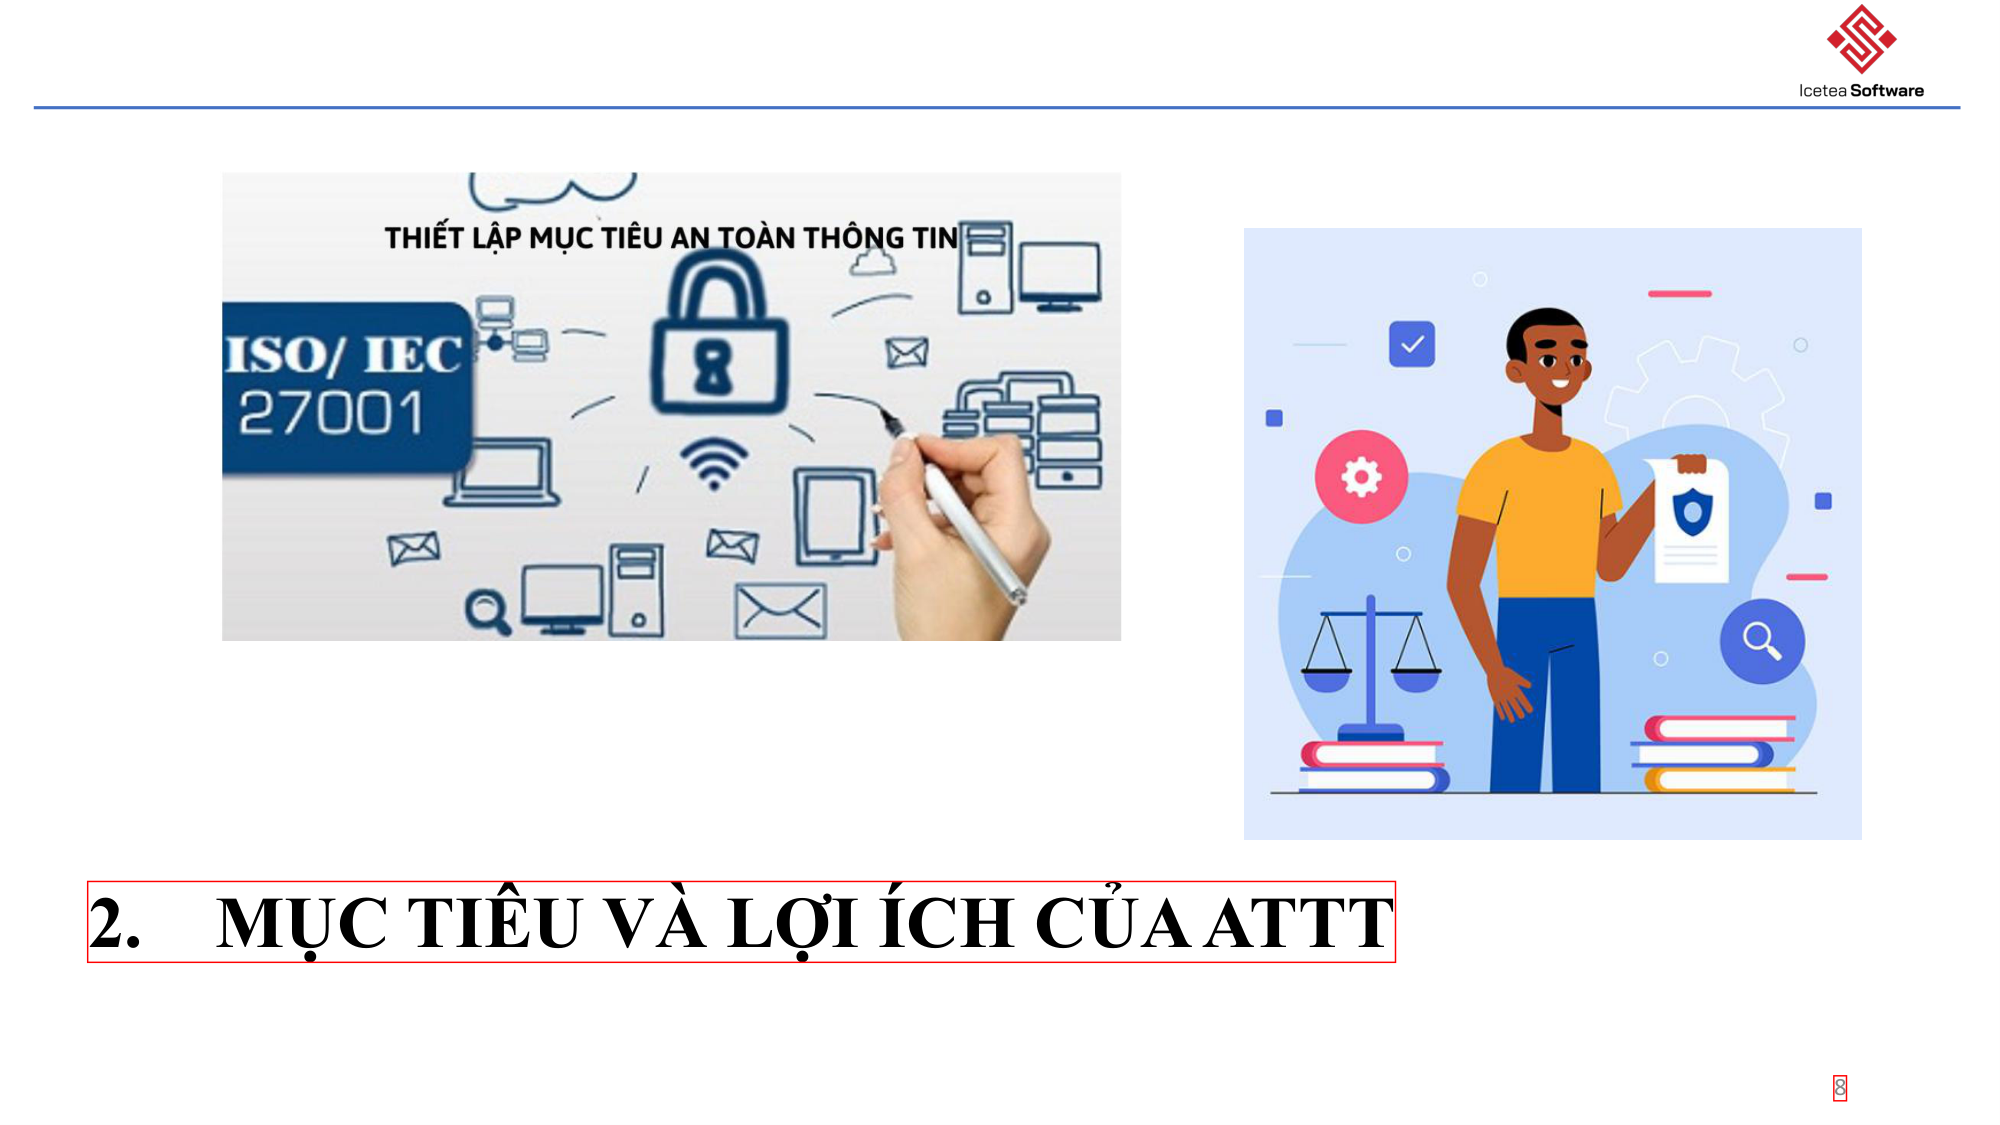 Icetea Software
THIẾT LẬP MỤC TIÊU AN TOÀN THÔNG TIN
ISO/ IEC
27001
2. MỤC TIÊU VÀ LỢI ÍCH CỦA ATTT
8